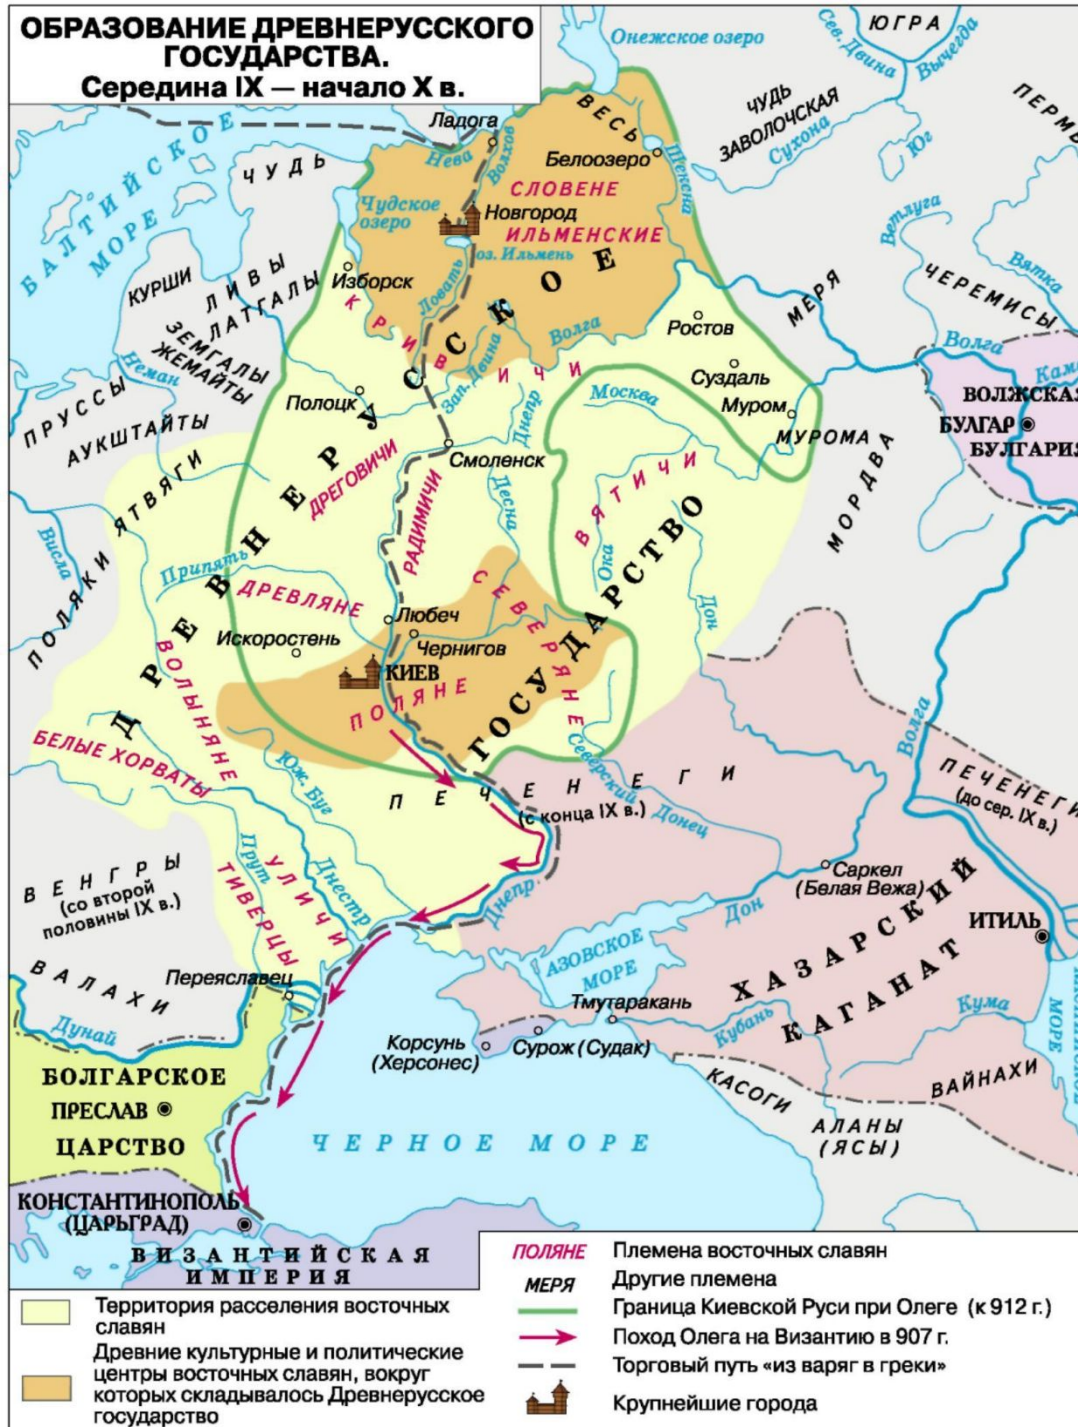 ОБРАЗОВАНИЕ ДРЕВНЕРУССКОГО
ГОСУДАРСТВА.
Середина IX — начало X в.
Онежское озеро
ЮГРА
Сев. Двина
Вычегда
ЧУДЬ
ЗАВОЛОЧСКАЯ
Сухона
Юг
ПЕРМЬ
БАЛТИЙСКОЕ
МОРЕ
ЧУДЬ
Ладога
Нева
Волхов
ВЕСЬ
Белоозеро
Шексна
СЛОВЕНЕ
ИЛЬМЕНСКИЕ
Чудское
озеро
Новгород
оз. Ильмень
Ветлуга
Вятка
КУРШИ
ЛИВЫ
ЛАТГАЛЫ
ЗЕМГАЛЫ
ЖЕМАЙТЫ
Изборск
Ловать
КРИВИЧИ
Волга
Ростов
МЕРЯ
ЧЕРЕМИСЫ
Волга
Кама
Неман
ПРУССЫ
АУКШТАЙТЫ
Полоцк
Зап. Двина
Днепр
Москва
Суздаль
Муром
МУРОМА
ВОЛЖСКАЯ
БУЛГАР
БУЛГАРИЯ
МОРДВА
ЯТВЯГИ
ДРЕВНЕРУССКОЕ
ГОСУДАРСТВО
Смоленск
ДРЕГОВИЧИ
РАДИМИЧИ
Десна
ВЯТИЧИ
Ока
Дон
Висла
ПОЛЯКИ
Припять
ДРЕВЛЯНЕ
Искоростень
Любеч
Чернигов
СЕВЕРЯНЕ
КИЕВ
ПОЛЯНЕ
ВОЛЫНЯНЕ
БЕЛЫЕ ХОРВАТЫ
Юж. Буг
Северский
Донец
ПЕЧЕНЕГИ
(с конца IX в.)
Волга
ПЕЧЕНЕГИ
(до сер. IX в.)
ВЕНГРЫ
(со второй
половины IX в.)
Прут
УЛИЧИ
ТИВЕРЦЫ
Днестр
Днепр
Саркел
(Белая Вежа)
Дон
ИТИЛЬ
ХАЗАРСКИЙ
КАГАНАТ
ВАЛАХИ
Переяславец
Дунай
АЗОВСКОЕ
МОРЕ
Тмутаракань
Кубань
Кума
КАСПИЙСКОЕ
МОРЕ
Корсунь
(Херсонес)
Сурож (Судак)
БОЛГАРСКОЕ
ПРЕСЛАВ
ЦАРСТВО
КАСОГИ
АЛАНЫ
(ЯСЫ)
ВАЙНАХИ
ЧЕРНОЕ МОРЕ
КОНСТАНТИНОПОЛЬ
(ЦАРЬГРАД)
ВИЗАНТИЙСКАЯ
ИМПЕРИЯ
Территория расселения восточных
славян
Древние культурные и политические
центры восточных славян, вокруг
которых складывалось Древнерусское
государство
ПОЛЯНЕ Племена восточных славян
МЕРЯ Другие племена
Граница Киевской Руси при Олеге (к 912 г.)
Поход Олега на Византию в 907 г.
Торговый путь «из варяг в греки»
Крупнейшие города